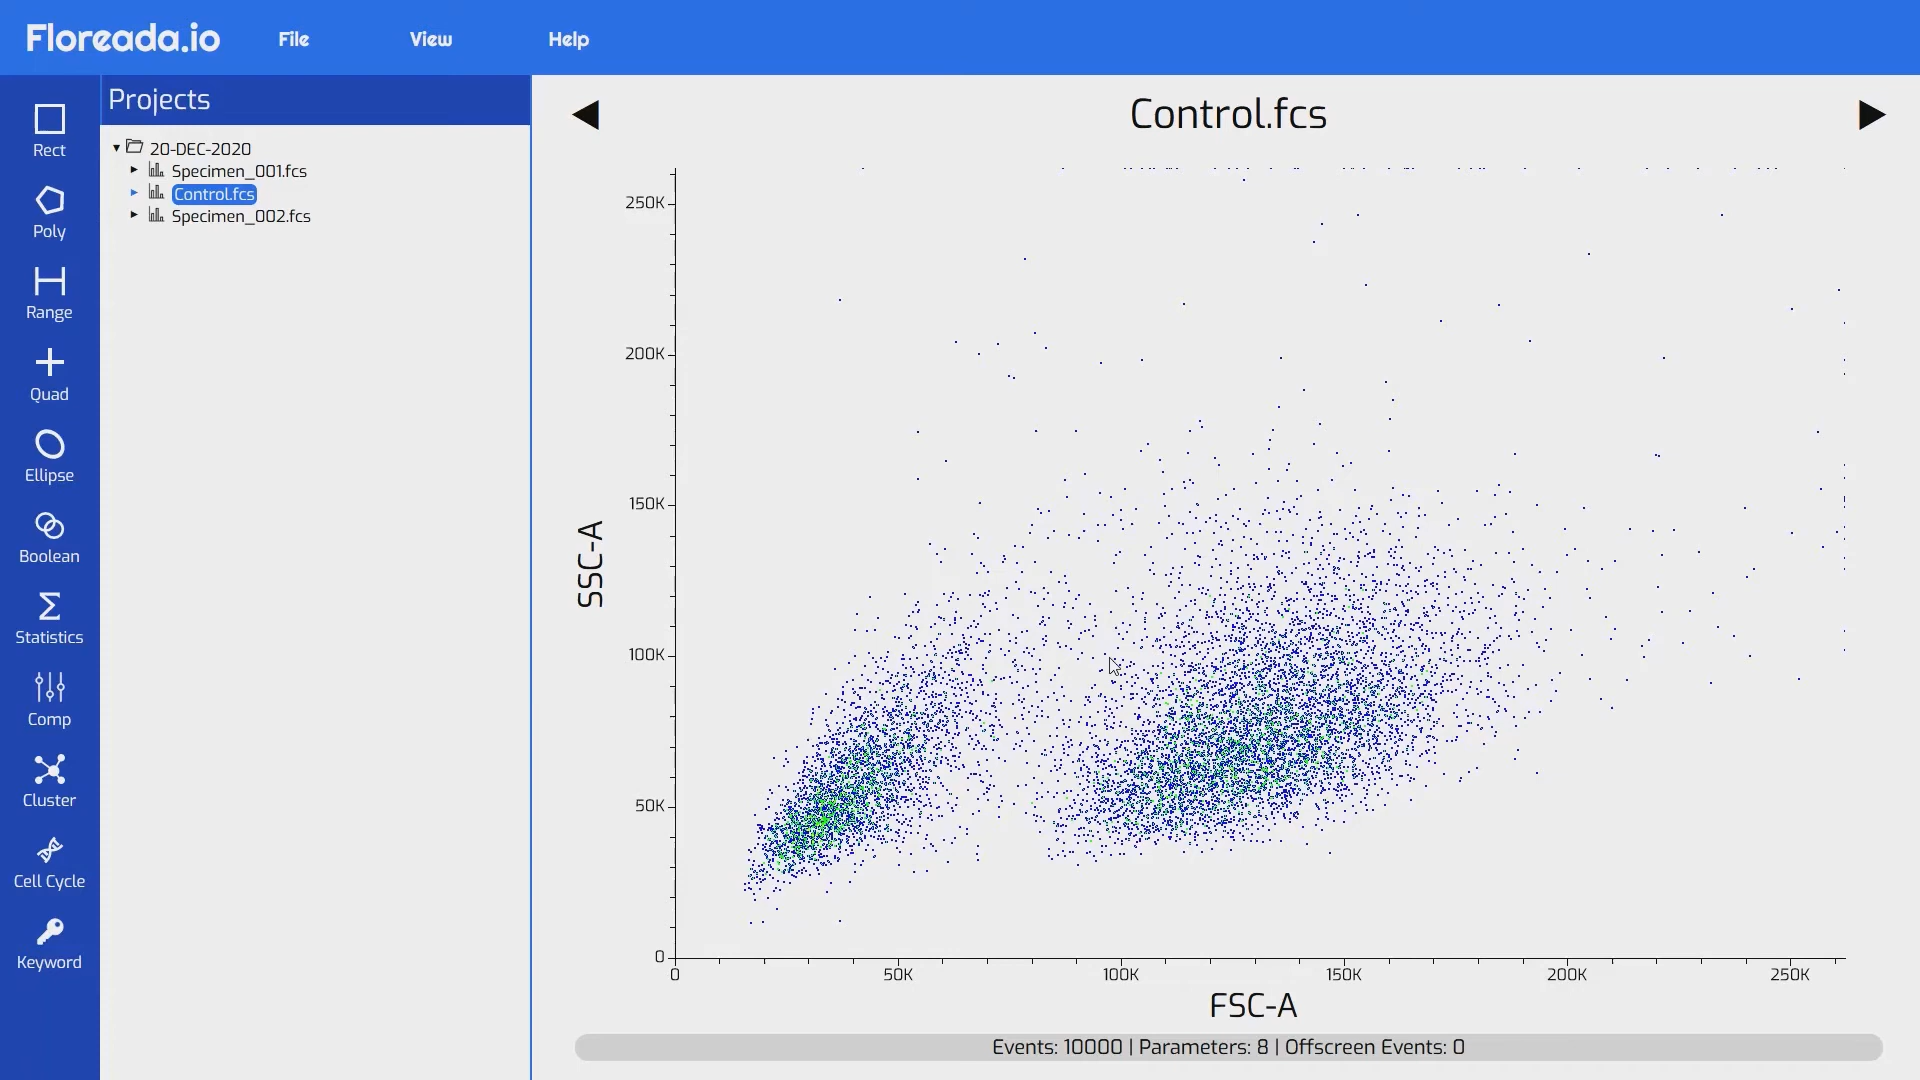 Floreada.io
File
View
Help
Rect
Poly
Range
Quad
Ellipse
Boolean
Statistics
Comp
Cluster
Cell Cycle
Keyword
Projects
20-DEC-2020
Specimen_001.fcs
Control.fcs
Specimen_002.fcs
Control.fcs
250K
200K
150K
100K
50K
0
SSC-A
0
50K
100K
150K
200K
250K
FSC-A
Events: 10000 | Parameters: 8 | Offscreen Events: 0